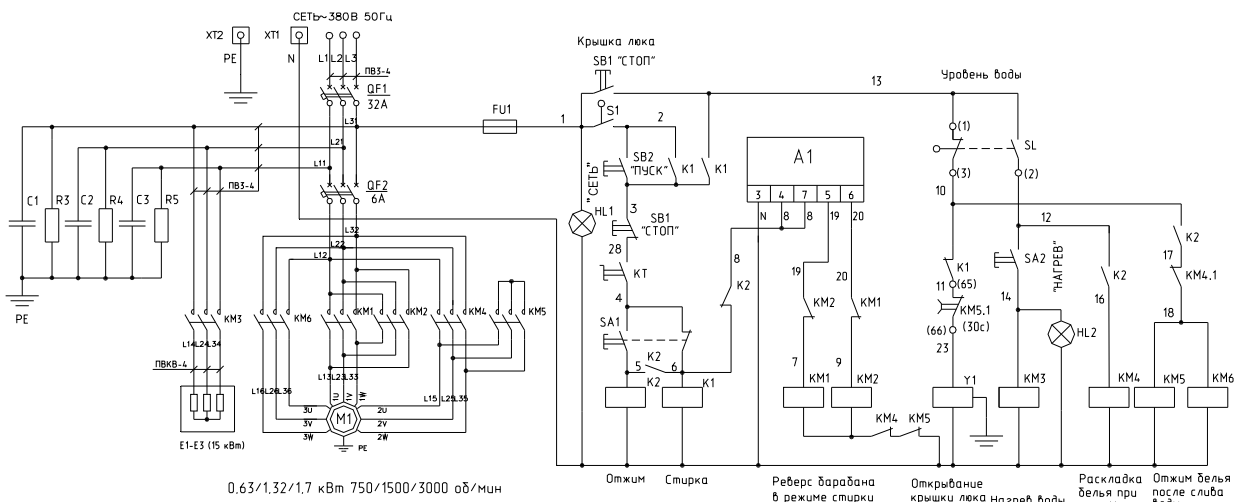 СЕТЬ~380В 50Гц
XT2
XT1
PE
N
L1 L2 L3
ПВ3-4
QF1
32A
Крышка люка
SB1 "СТОП"
13
Уровень воды
FU1
1
S1
2
L31
L21
L11
ПВ3-4
QF2
6A
SB2
"ПУСК"
K1
K1
A1
3 4 7 5 6
N 8 8 19 20
(1)
SL
(3)
(2)
10
C1 R3 C2 R4 C3 R5
"СЕТЬ"
HL1
3
SB1
"СТОП"
28
KT
4
SA1
L32
L22
L12
8
K2
19
20
KM2
KM1
12
K2
17
KM4.1
K1
11
(65)
KM5.1
(66)
(30с)
23
SA2
"НАГРЕВ"
14
HL2
K2
16
18
PE
KM3
KM6
KM1
KM2
KM4
KM5
L14 L24 L34
ПВКВ-4
L16 L26 L36
L13 L23 L33
L15 L25 L35
1U 1V 1W
K2
5
6
K2
K1
7
9
KM1
KM2
Y1
KM3
KM4
KM5
KM6
3U
3V
3W
M1
2U
2V
2W
PE
KM4 KM5
E1-E3 (15 кВт)
0,63/1,32/1,7 кВт 750/1500/3000 об/мин
Отжим
Стирка
Реверс барабана
в режиме стирки
Открывание
крышки люка
Нагрев воды
Раскладка
белья при
Отжим белья
после слива